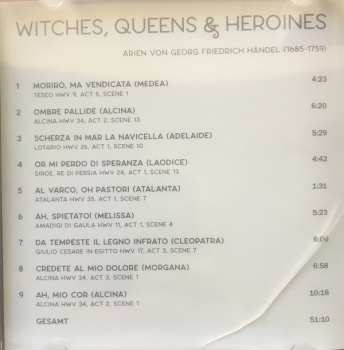 WITCHES, QUEENS & HEROINES
ARIEN VON GEORG FRIEDRICH HÄNDEL (1685-1759)
1 MORIRÒ, MA VENDICATA (MEDEA) 4:23
TESEO HWV 9, ACT 5, SCENE 1
2 OMBRE PALLIDE (ALCINA) 6:20
ALCINA HWV 34, ACT 2, SCENE 13
3 SCHERZA IN MAR LA NAVICELLA (ADELAIDE) 5:29
LOTARIO HWV 26, ACT 1, SCENE 10
4 OR MI PERDO DI SPERANZA (LAODICE) 4:42
SIROE, RE DI PERSIA HWV 24, ACT 1, SCENE 13
5 AL VARCO, OH PASTORI (ATALANTA) 1:31
ATALANTA HWV 35, ACT 1, SCENE 7
6 AH, SPIETATO! (MELISSA) 5:23
AMADIGI DI GAULA HWV 11, ACT 1, SCENE 4
7 DA TEMPESTE IL LEGNO INFRATO (CLEOPATRA)
GIULIO CESARE IN EGITTO HWV 17, ACT 3, SCENE 7
8 CREDETE AL MIO DOLORE (MORGANA) 6:58
ALCINA HWV 34, ACT 3, SCENE 1
9 AH, MIO COR (ALCINA) 10:18
ALCINA HWV 34, ACT 2, SCENE 1
GESAMT 51:10